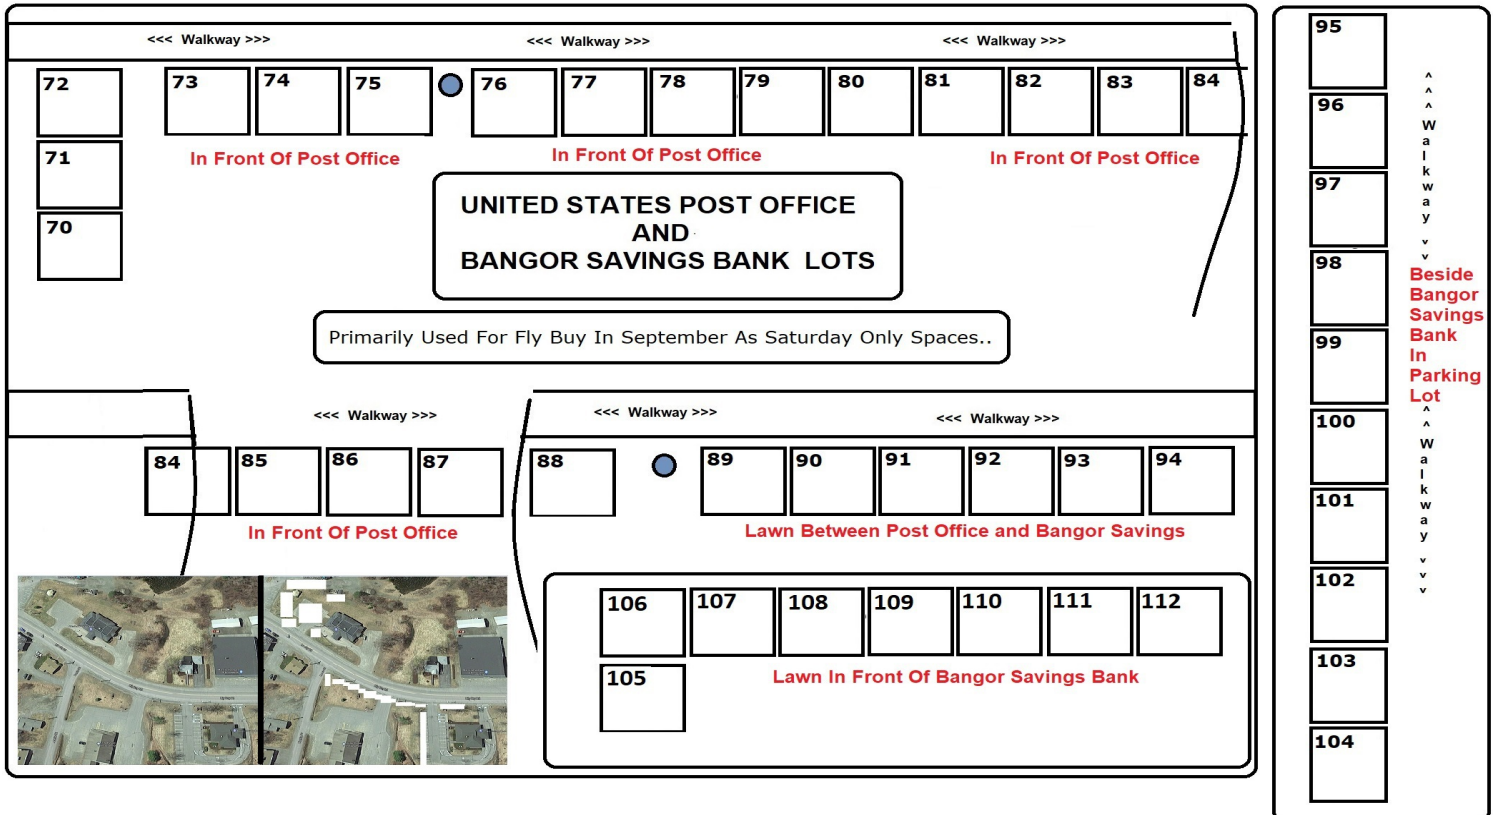 <<< Walkway >>>
<<< Walkway >>>
<<< Walkway >>>
72
73
74
75
76
77
78
79
80
81
82
83
84
71
70
In Front Of Post Office
In Front Of Post Office
In Front Of Post Office
UNITED STATES POST OFFICE
AND
BANGOR SAVINGS BANK LOTS
Primarily Used For Fly Buy In September As Saturday Only Spaces..
<<< Walkway >>>
<<< Walkway >>>
<<< Walkway >>>
84
85
86
87
88
89
90
91
92
93
94
In Front Of Post Office
Lawn Between Post Office and Bangor Savings
106
107
108
109
110
111
112
105
Lawn In Front Of Bangor Savings Bank
95
96
97
98
99
100
101
102
103
104
^^^Walkway vv
Beside
Bangor
Savings
Bank
In
Parking
Lot
^^Walkway vvv